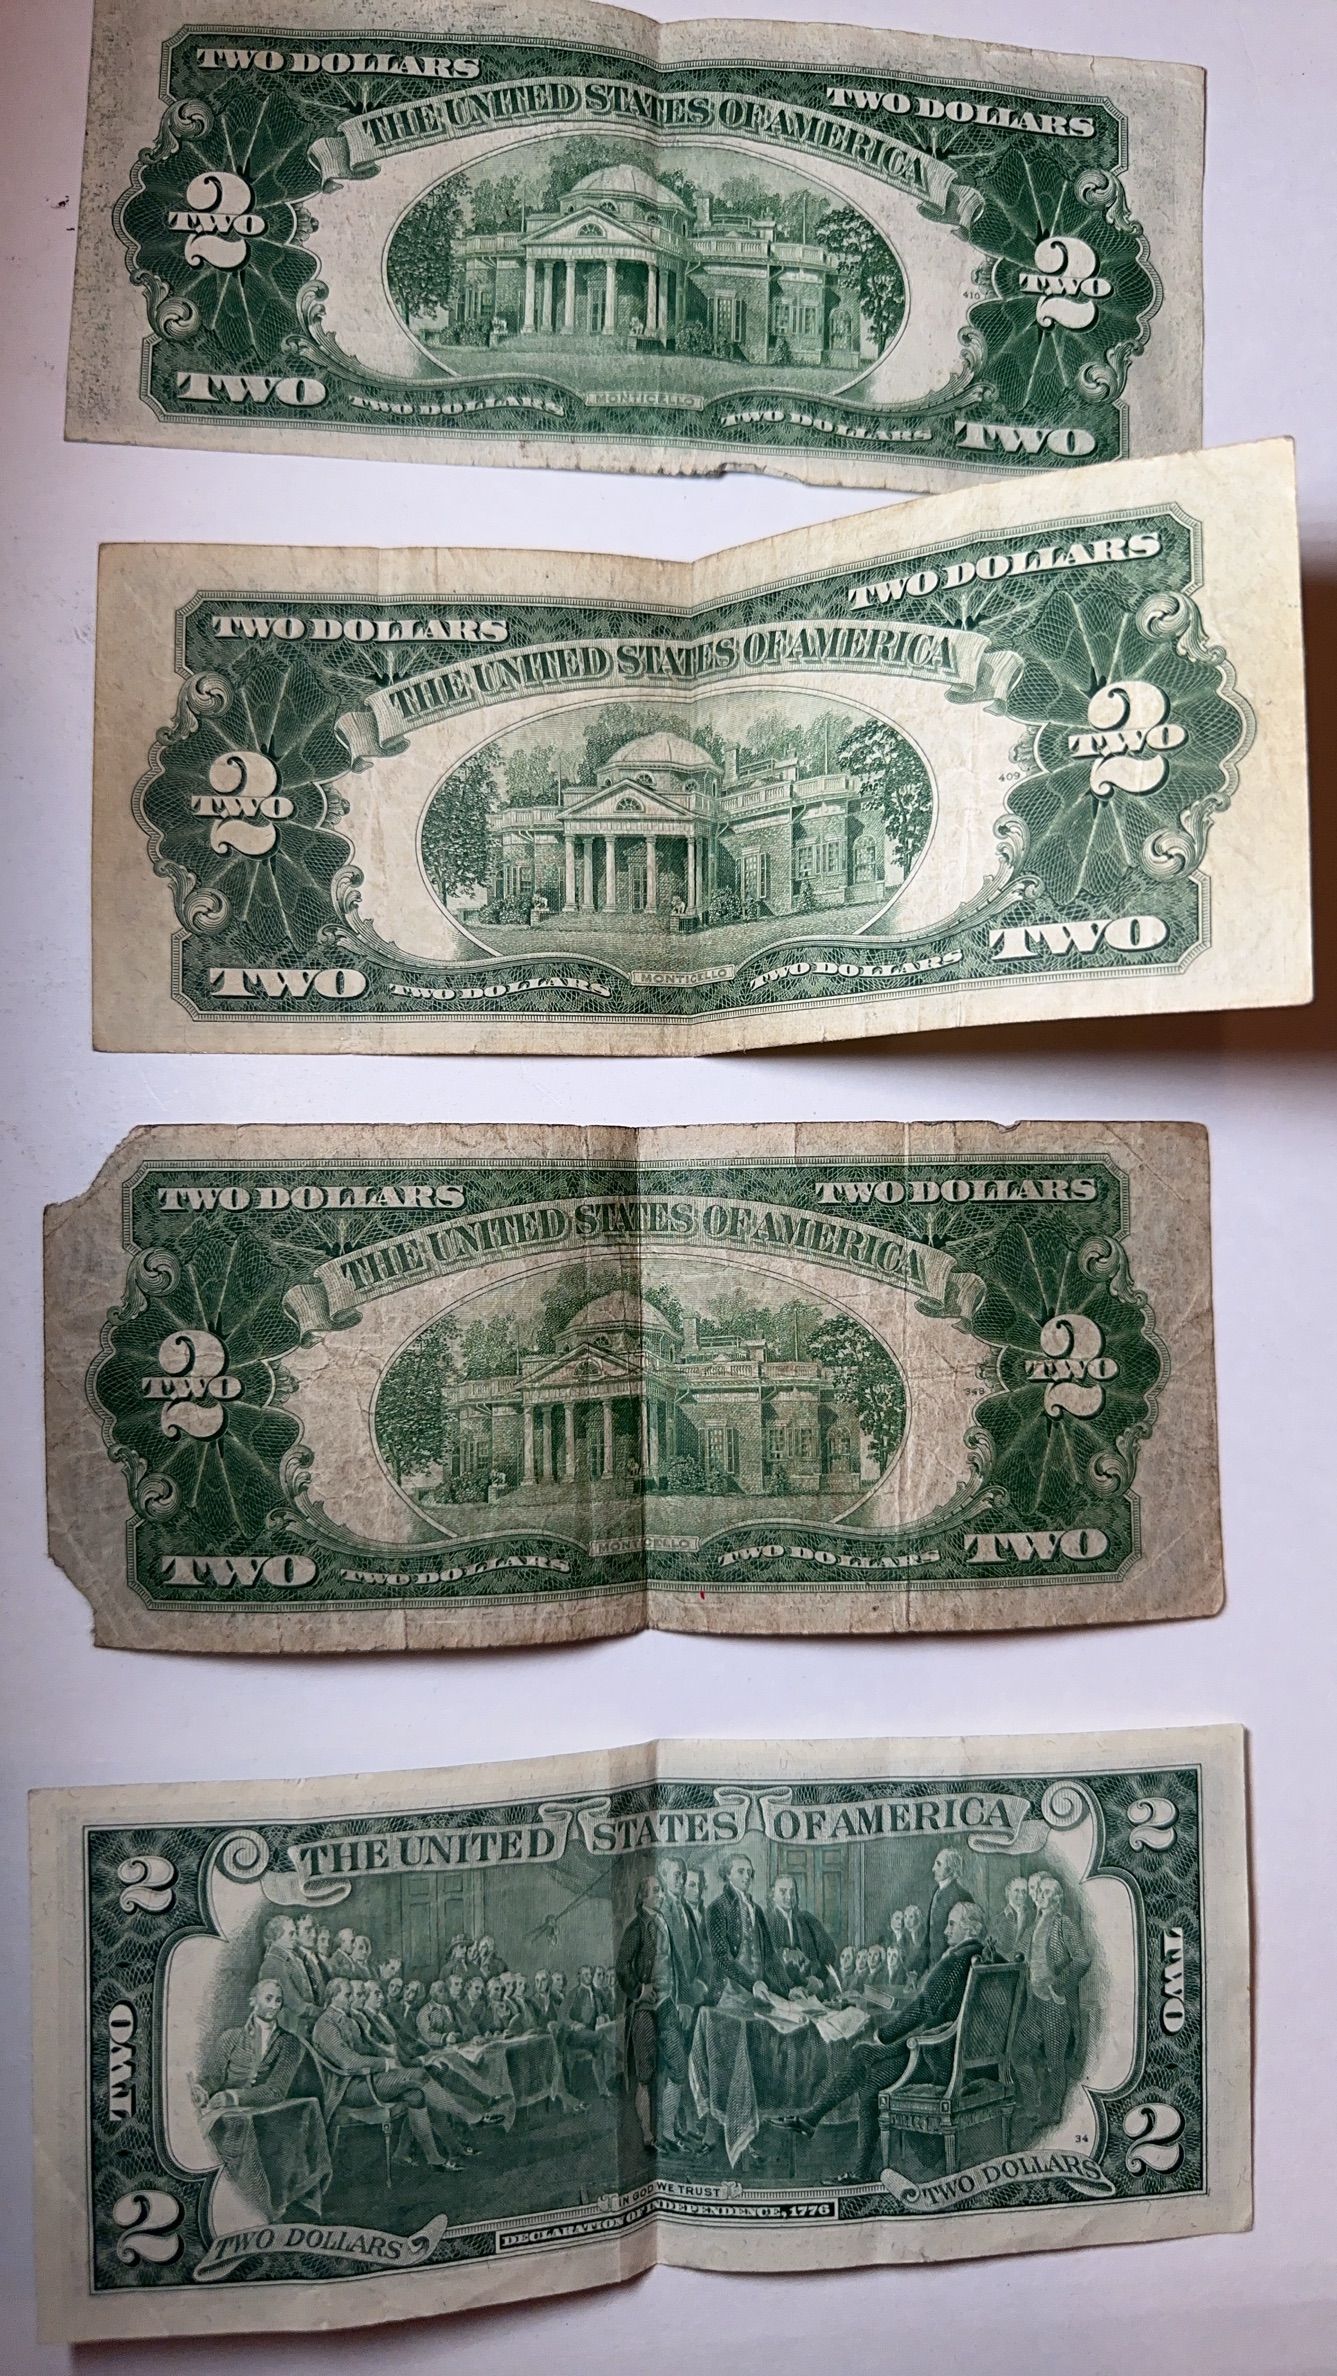 TWO DOLLARS
TWO DOLLARS
THE UNITED STATES OF AMERICA
2
TWO
2
TWO
410
TWO
TWO DOLLARS
MONTICELLO
TWO DOLLARS
TWO
TWO DOLLARS
TWO DOLLARS
THE UNITED STATES OF AMERICA
2
TWO
2
TWO
409
TWO
TWO DOLLARS
MONTICELLO
TWO DOLLARS
TWO
TWO DOLLARS
TWO DOLLARS
THE UNITED STATES OF AMERICA
2
TWO
2
TWO
TWO
TWO DOLLARS
MONTICELLO
TWO DOLLARS
TWO
2
THE UNITED STATES OF AMERICA
2
TWO
TWO
34
2
2
TWO DOLLARS
IN GOD WE TRUST
DECLARATION OF INDEPENDENCE, 1776
TWO DOLLARS